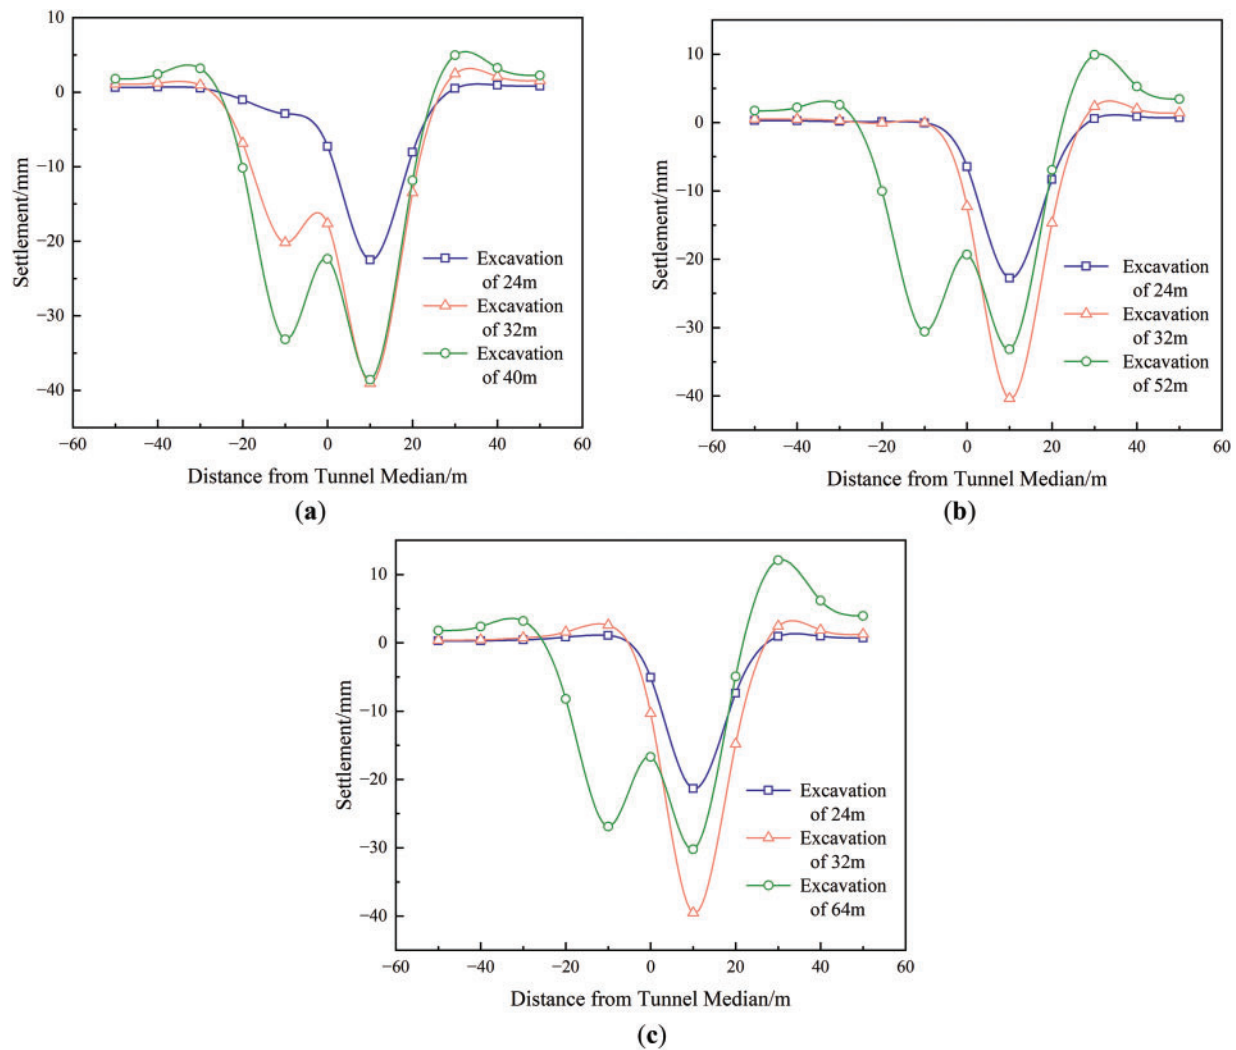 10
0
−10
−20
−30
−40
Settlement/mm
Excavation
of 24m
Excavation
of 32m
Excavation
of 40m
−60
−40
−20
0
20
40
60
Distance from Tunnel Median/m
(a)
10
0
−10
−20
−30
−40
Settlement/mm
Excavation
of 24m
Excavation
of 32m
Excavation
of 52m
−60
−40
−20
0
20
40
60
Distance from Tunnel Median/m
(b)
10
0
−10
−20
−30
−40
Settlement/mm
Excavation
of 24m
Excavation
of 32m
Excavation
of 64m
−60
−40
−20
0
20
40
60
Distance from Tunnel Median/m
(c)